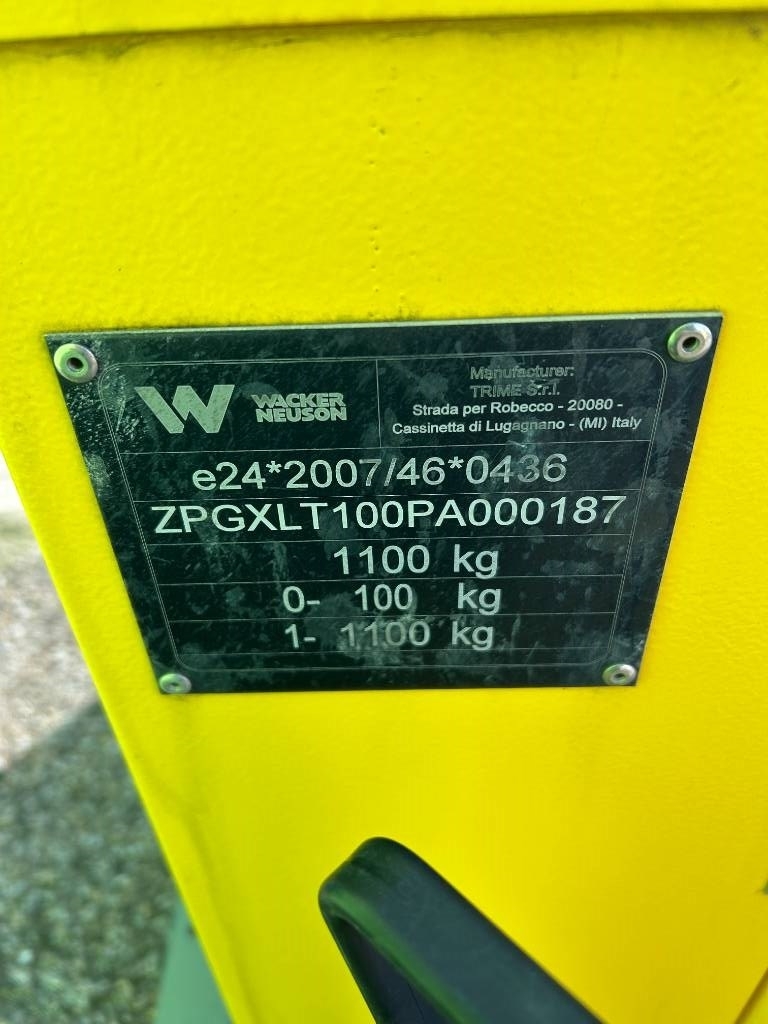 W WACKER
NEUSON
Manufacturer:
TRIME S.r.l.
Strada per Robecco - 20080 -
Cassinetta di Lugagnano - (MI) Italy
e24*2007/46*0436
ZPGXLT100PA000187
1100 kg
0- 100 kg
1- 1100 kg